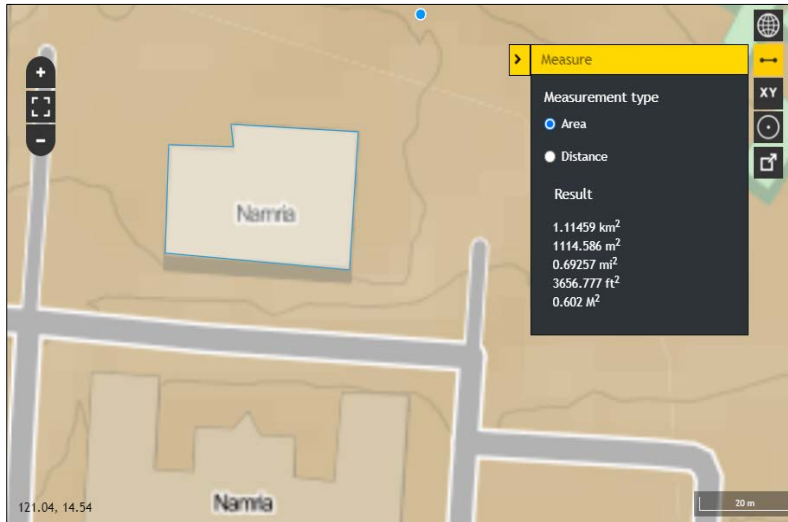 +
−
Namria
Namria
121.04, 14.54
Measure
Measurement type
Area
Distance
Result
1.11459 km²
1114.586 m²
0.69257 mi²
3656.777 ft²
0.602 M²
XY
20 m